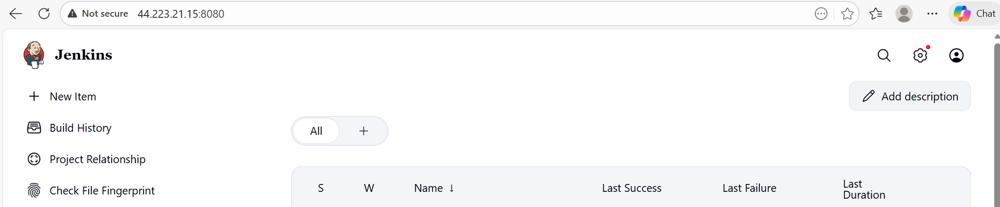 Not secure 44.223.21.15:8080
Chat
Jenkins
New Item
Add description
Build History
All
Project Relationship
Check File Fingerprint
S W Name ↓ Last Success Last Failure Last
Duration